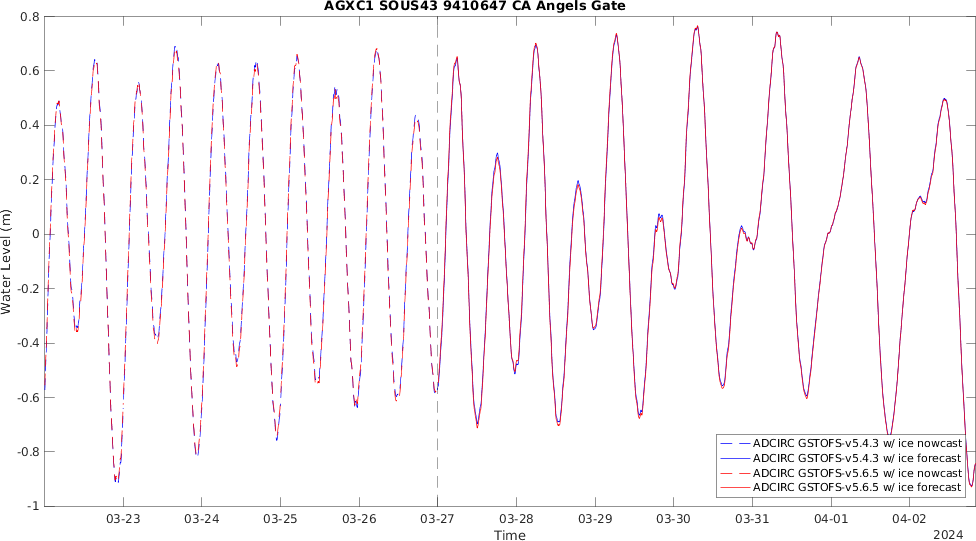 AGXC1 SOUS43 9410647 CA Angels Gate
Water Level (m)
0.8
0.6
0.4
0.2
0
-0.2
-0.4
-0.6
-0.8
-1
ADCIRC GSTOFS-v5.4.3 w/ ice nowcast
ADCIRC GSTOFS-v5.4.3 w/ ice forecast
ADCIRC GSTOFS-v5.6.5 w/ ice nowcast
ADCIRC GSTOFS-v5.6.5 w/ ice forecast
03-23 03-24 03-25 03-26 03-27 03-28 03-29 03-30 03-31 04-01 04-02
Time
2024